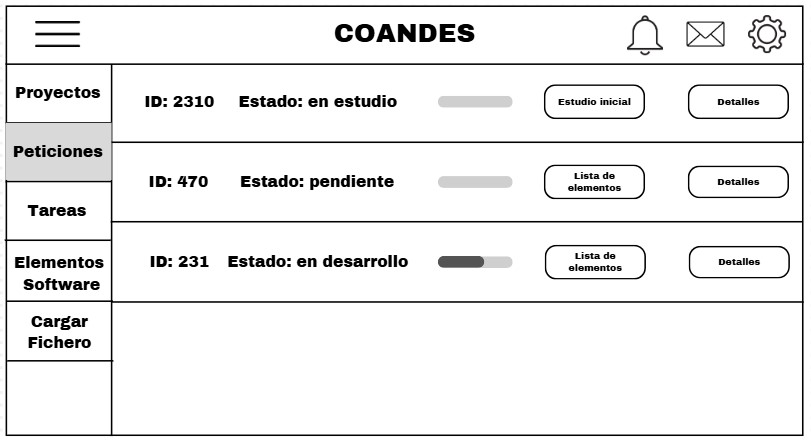 COANDES
Proyectos
Peticiones
Tareas
Elementos
Software
Cargar
Fichero
ID: 2310 Estado: en estudio Estudio inicial Detalles
ID: 470 Estado: pendiente Lista de
elementos Detalles
ID: 231 Estado: en desarrollo Lista de
elementos Detalles